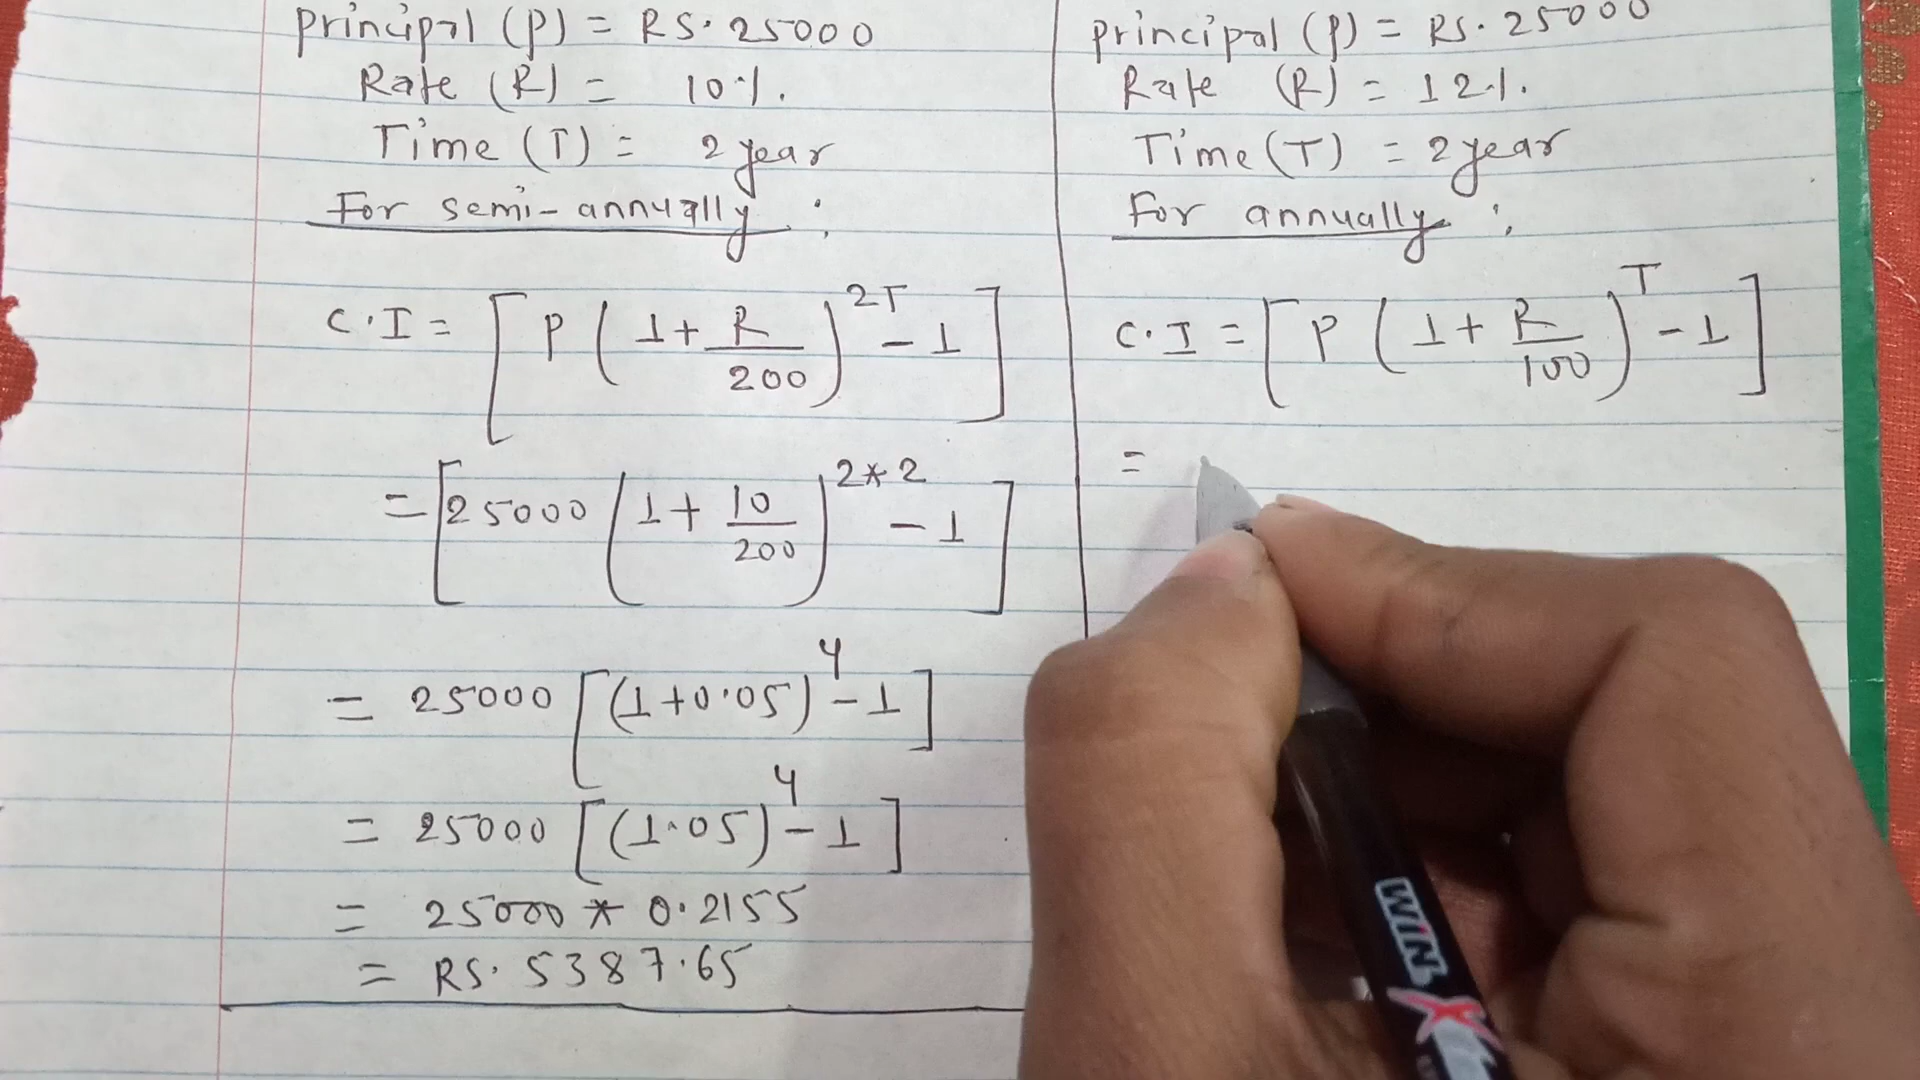 principal (P) = RS. 25000
Rate (R) = 10%.
Time (T) = 2 year
For semi-annually :
C.I = [P(1+R/200)^2T - 1]
= [25000(1+10/200)^2*2 - 1]
= 25000[(1+0.05)^4 - 1]
= 25000[(1.05)^4 - 1]
= 25000 * 0.2155
= RS. 5387.65
principal (P) = RS. 25000
Rate (R) = 12%.
Time (T) = 2 year
For annually :
C.I = [P(1+R/100)^T - 1]
=
WIN